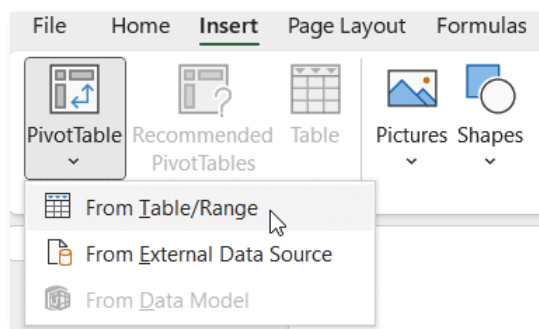 File Home Insert Page Layout Formulas
PivotTable Recommended PivotTables Table Pictures Shapes
From Table/Range
From External Data Source
From Data Model